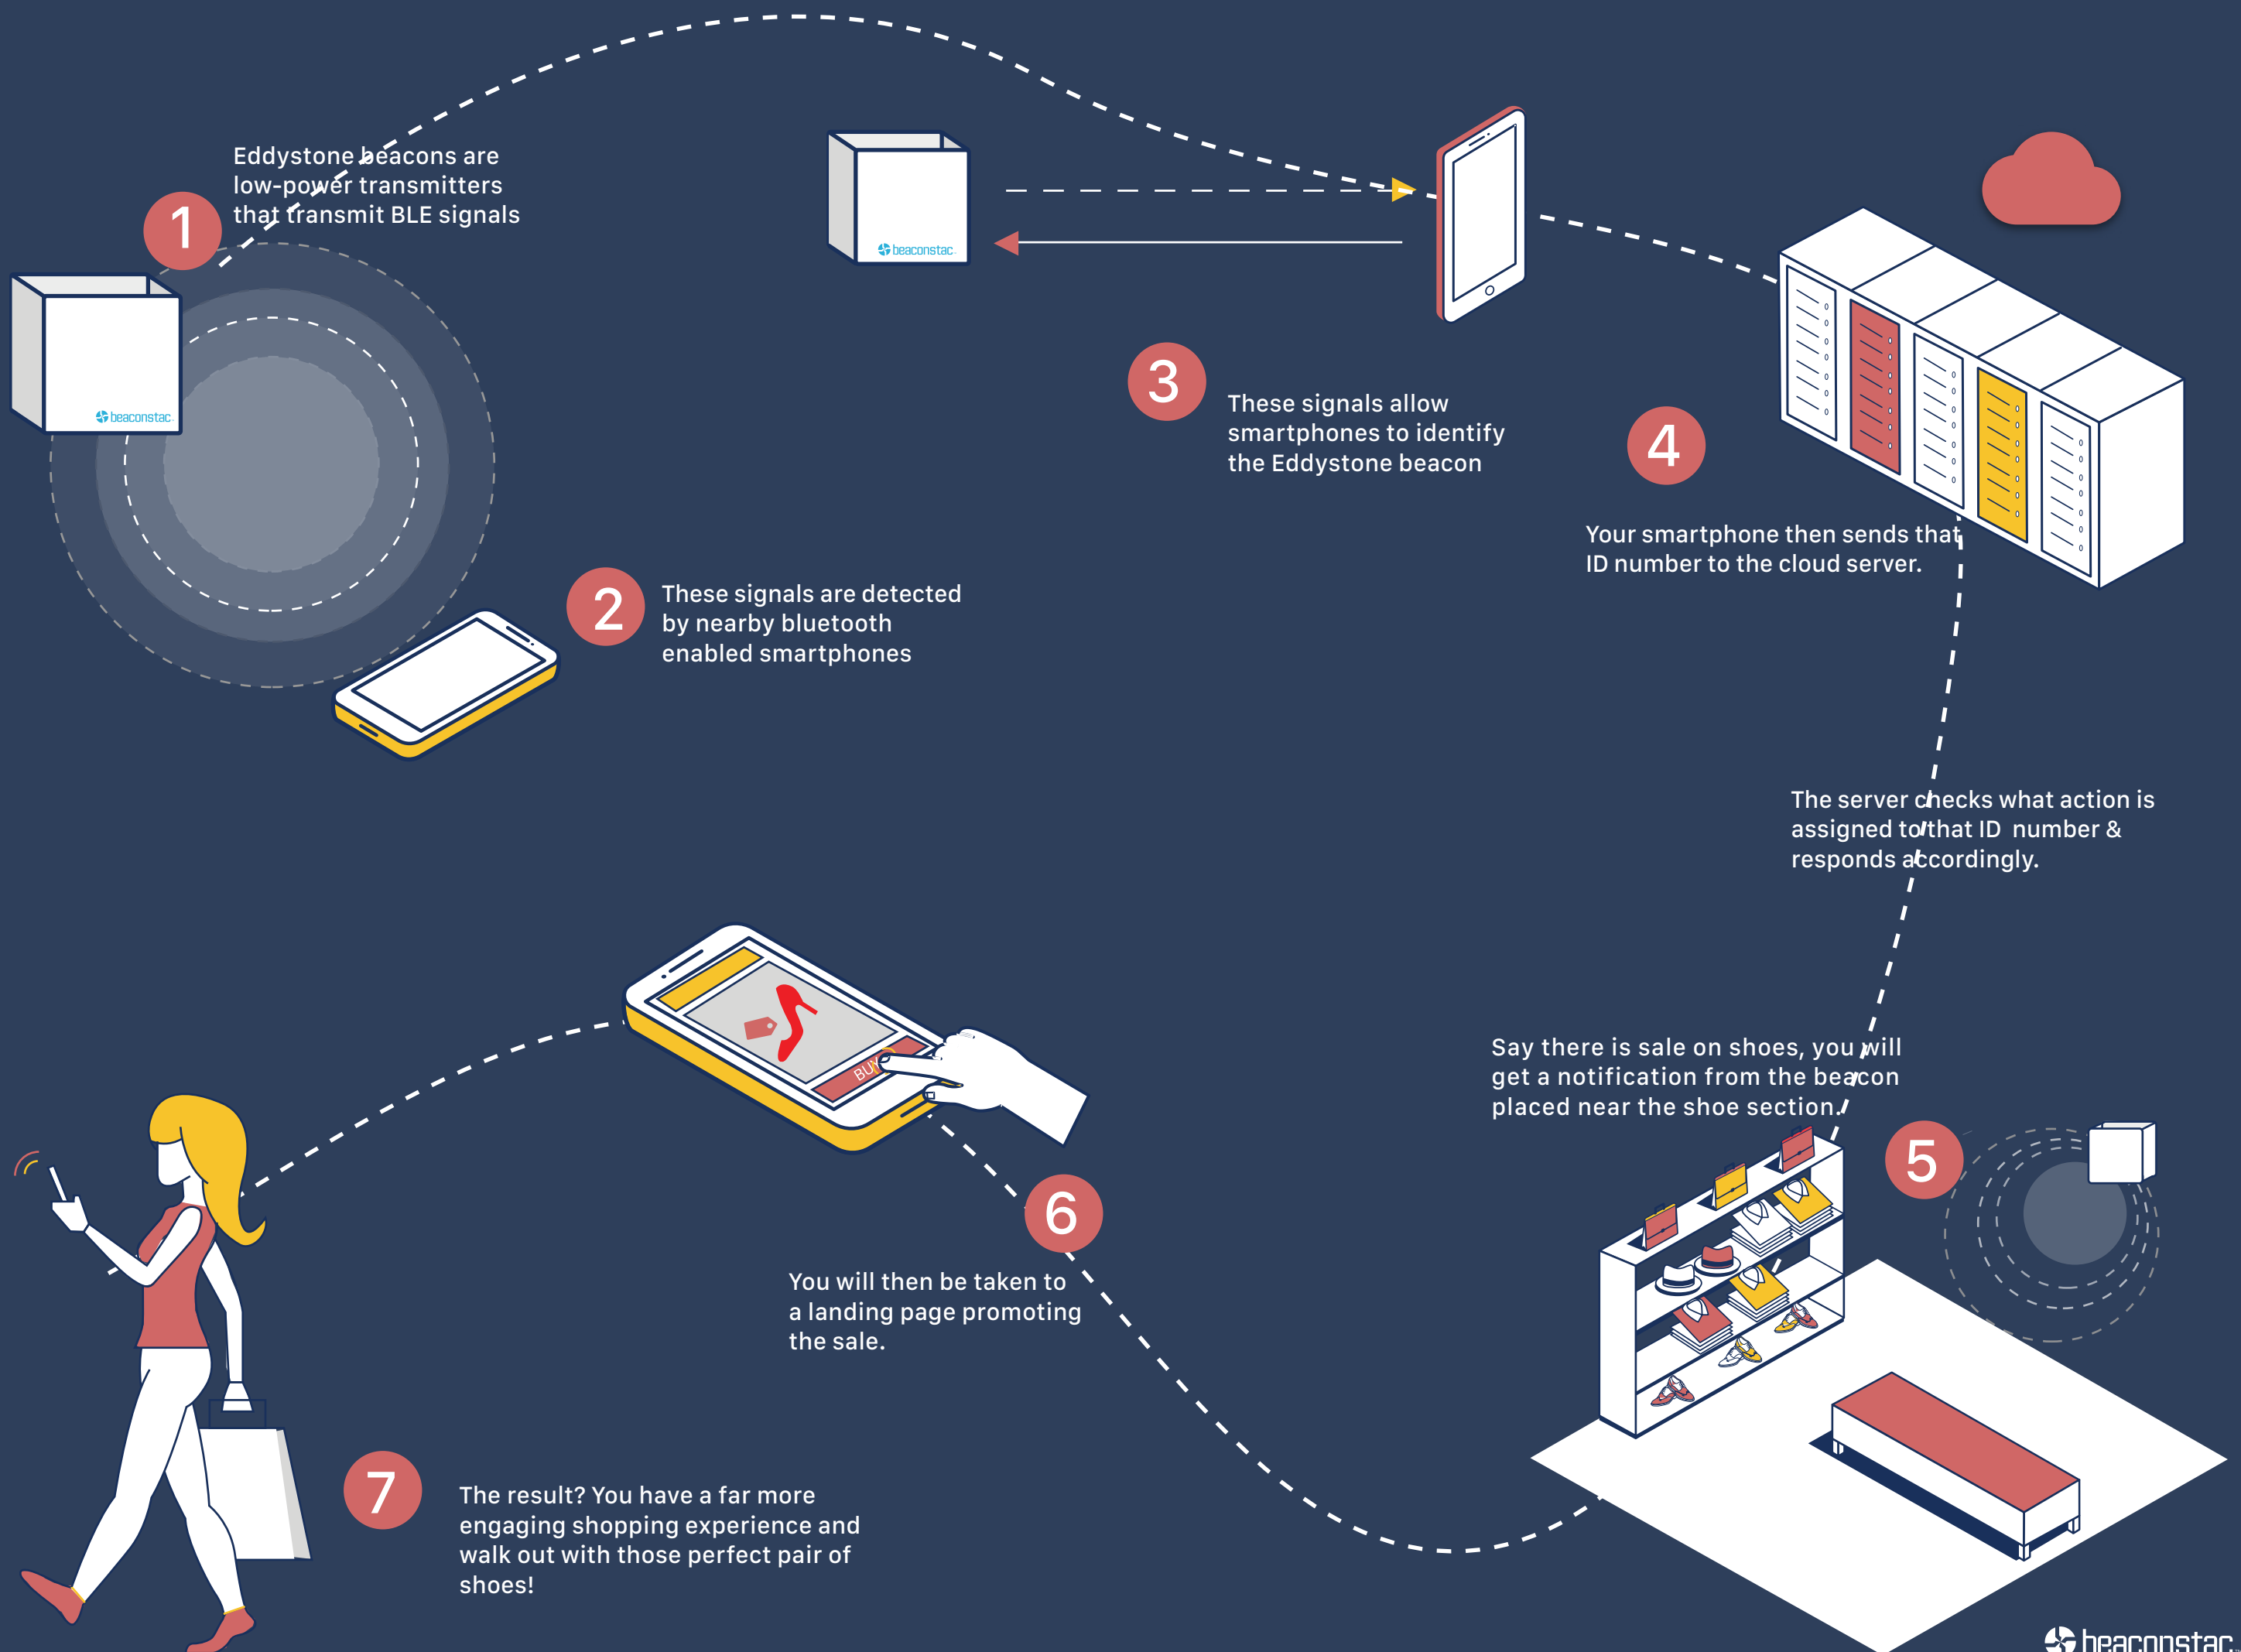 1
Eddystone beacons are
low-power transmitters
that transmit BLE signals
beaconstac
2
These signals are detected
by nearby bluetooth
enabled smartphones
beaconstac
3
These signals allow
smartphones to identify
the Eddystone beacon
4
Your smartphone then sends that
ID number to the cloud server.
The server checks what action is
assigned to that ID number &
responds accordingly.
5
Say there is sale on shoes, you will
get a notification from the beacon
placed near the shoe section.
BUY
6
You will then be taken to
a landing page promoting
the sale.
7
The result? You have a far more
engaging shopping experience and
walk out with those perfect pair of
shoes!
beaconstac